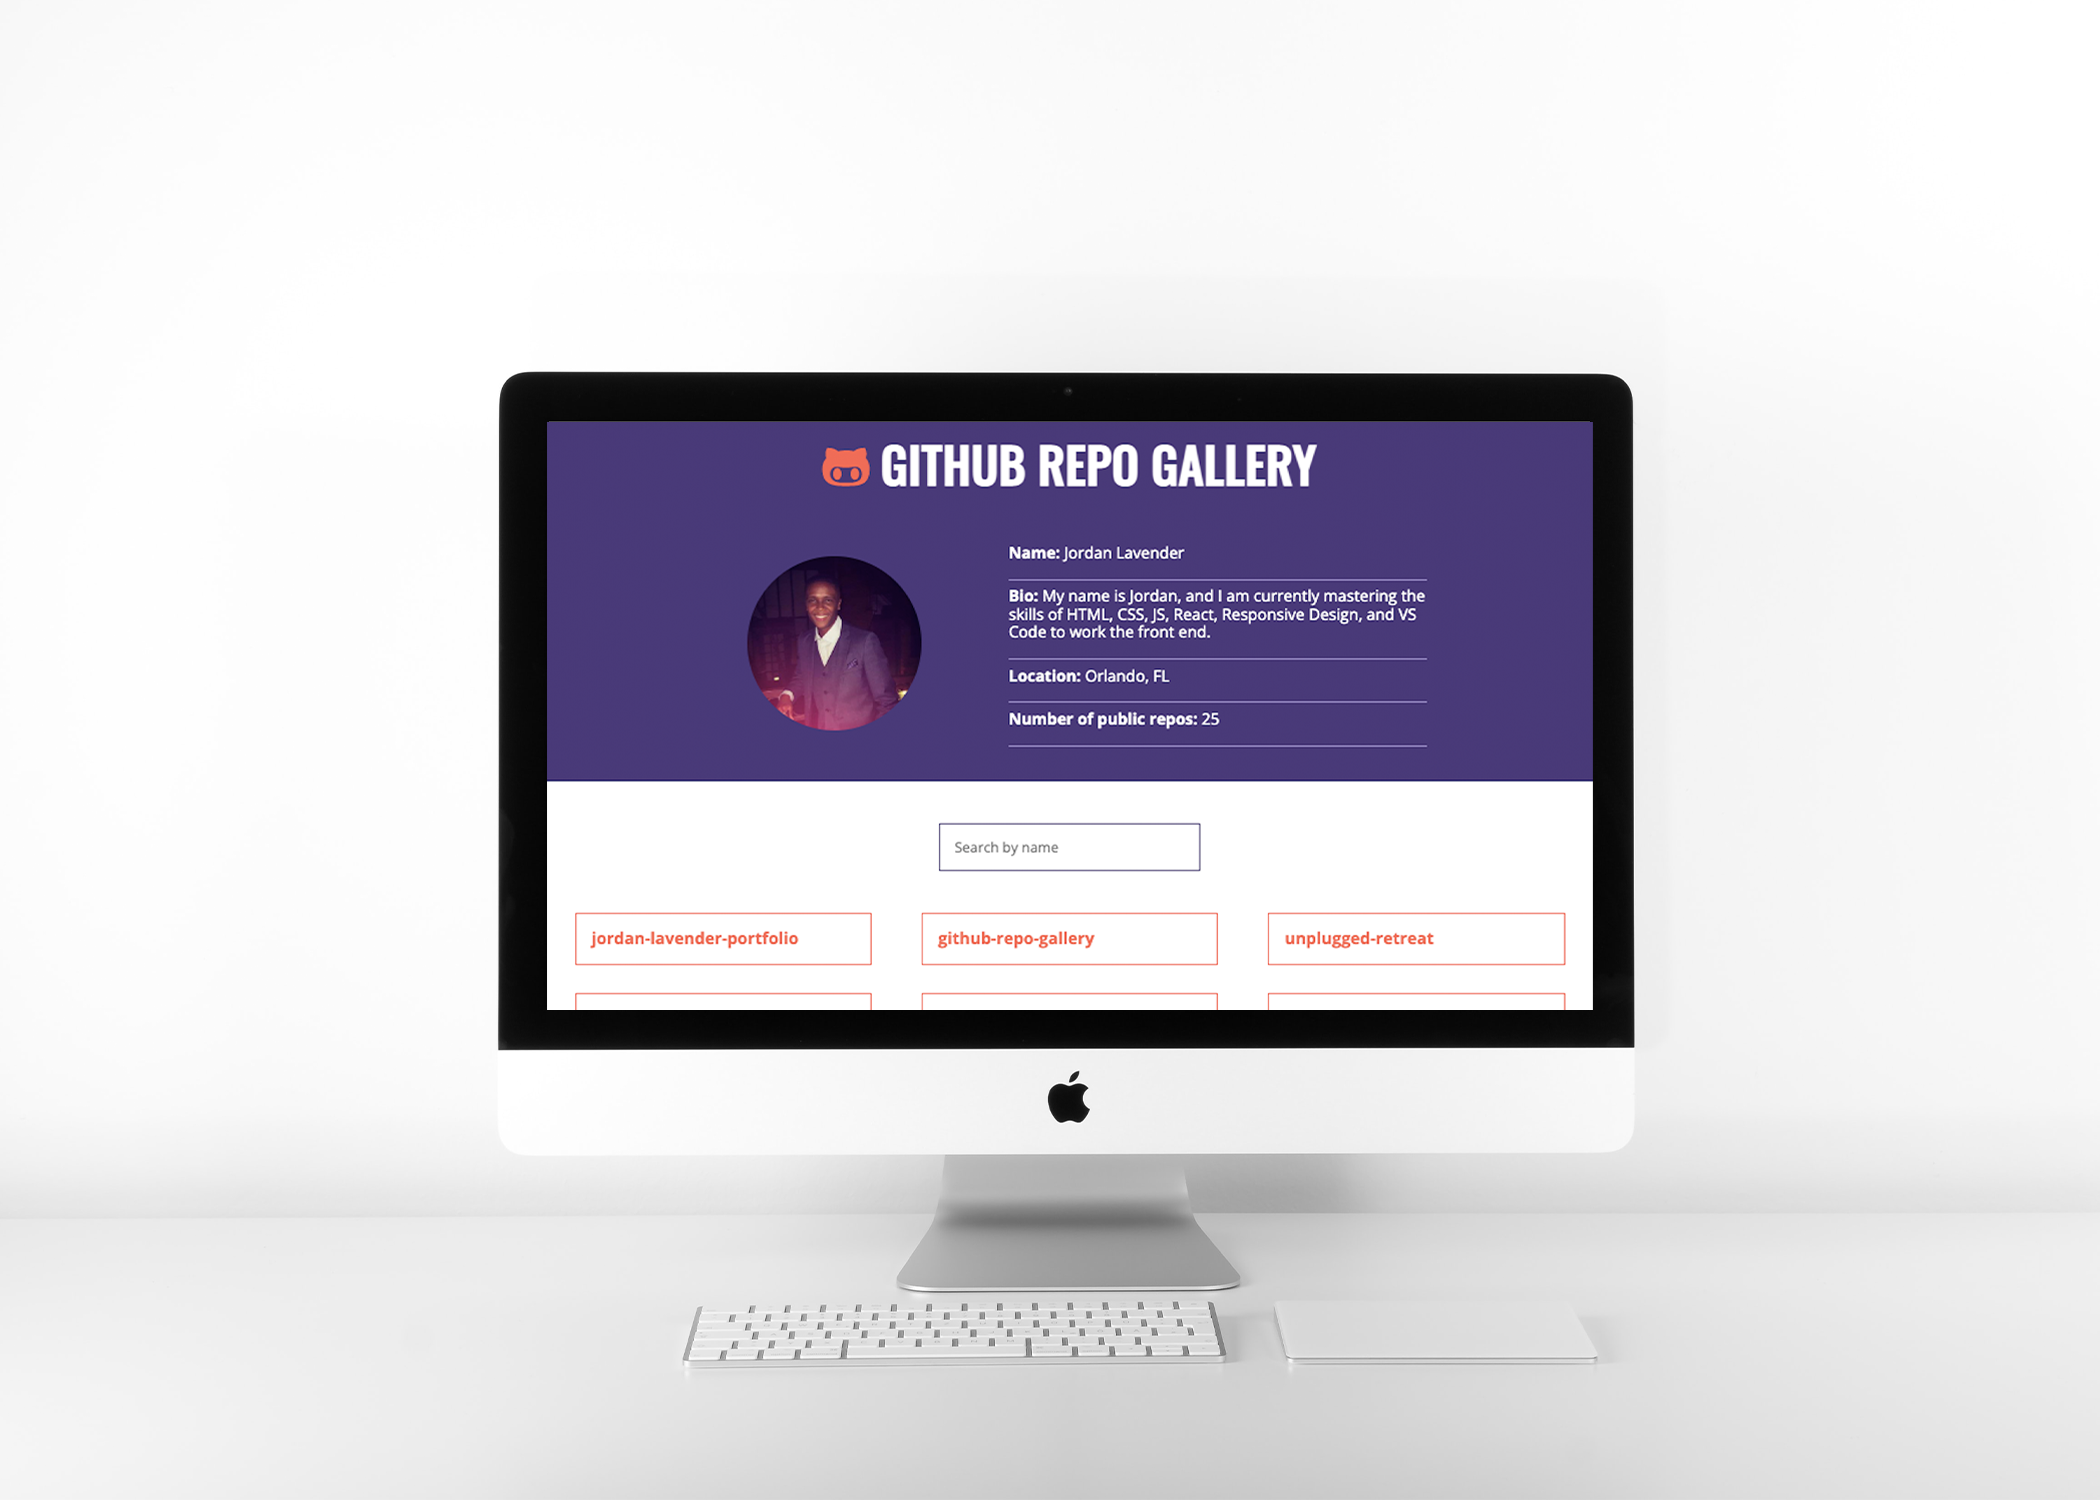 GITHUB REPO GALLERY
Name: Jordan Lavender
Bio: My name is Jordan, and I am currently mastering the
skills of HTML, CSS, JS, React, Responsive Design, and VS
Code to work the front end.
Location: Orlando, FL
Number of public repos: 25
Search by name
jordan-lavender-portfolio
github-repo-gallery
unplugged-retreat